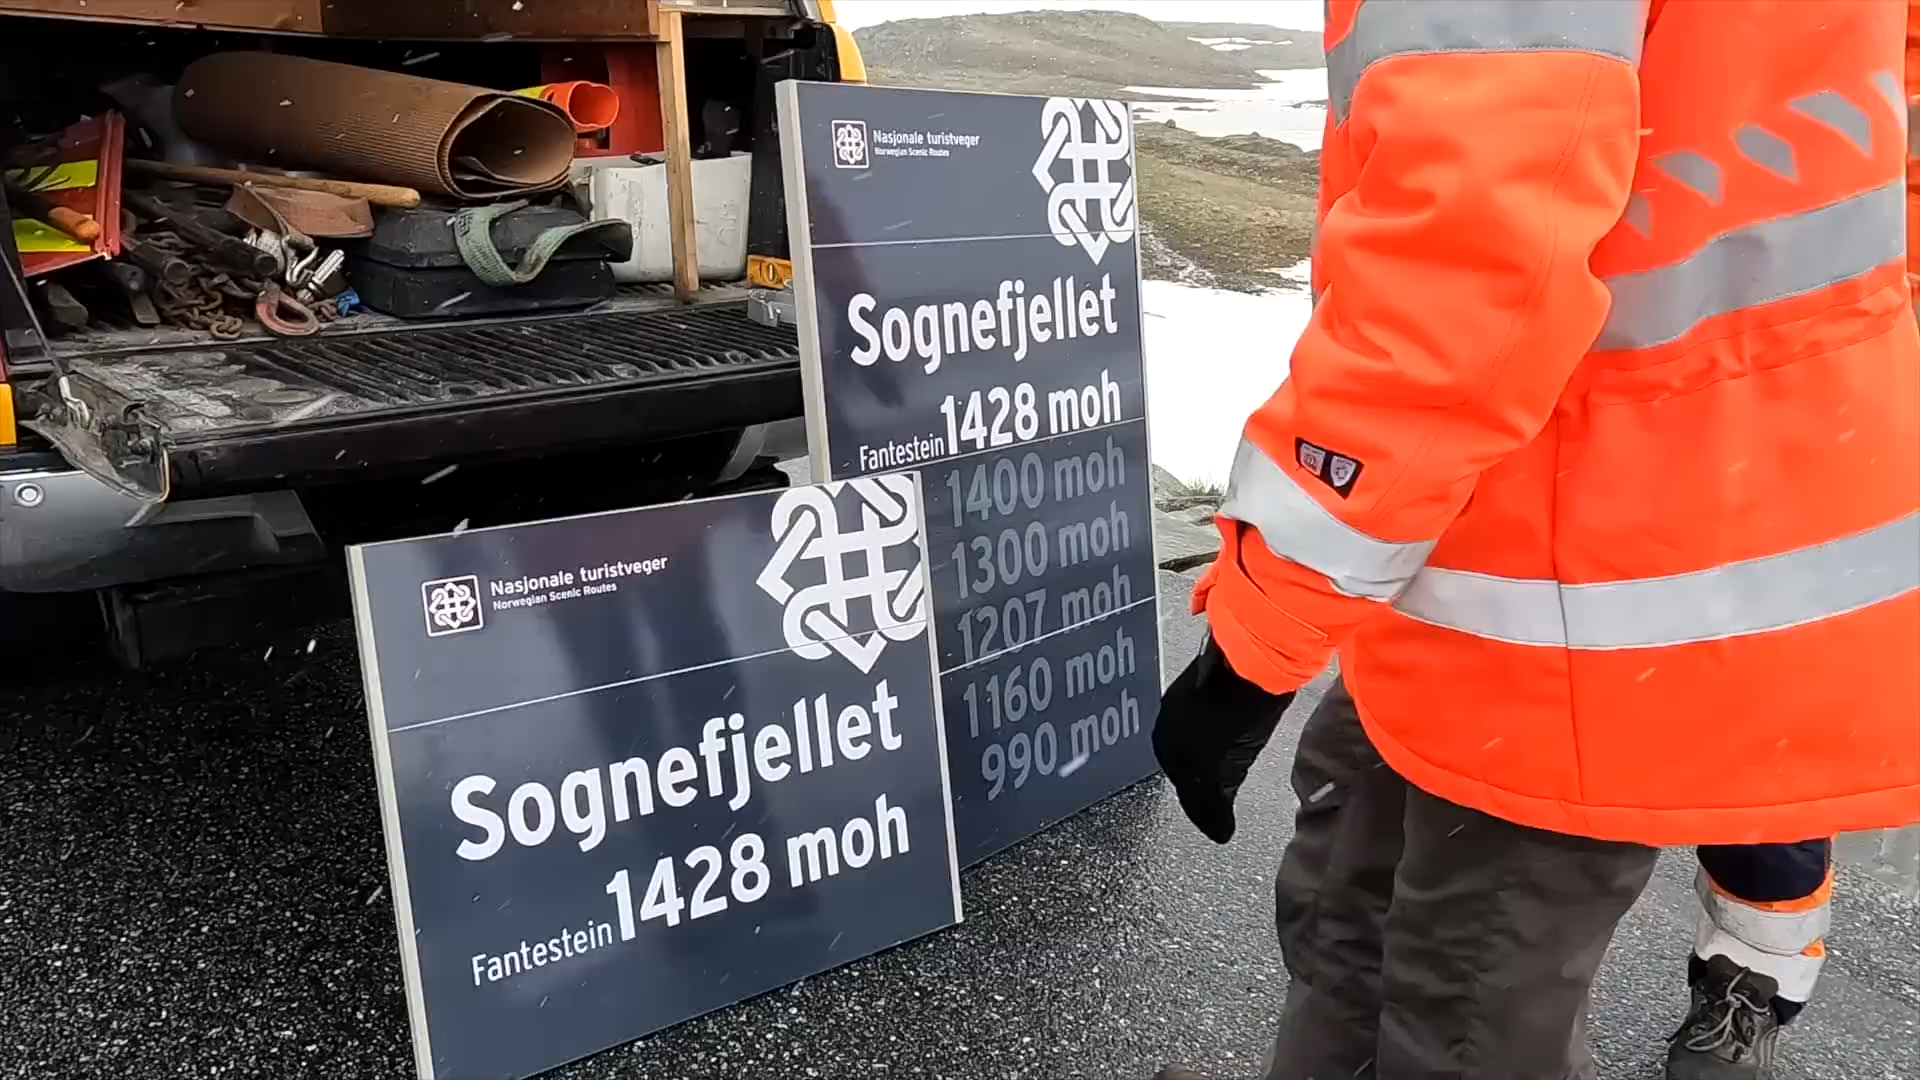 Nasjonale turistveger
Norwegian Scenic Routes
Sognefjellet
Fantestein 1428 moh
1400 moh
1300 moh
1207 moh
1160 moh
990 moh
Nasjonale turistveger
Norwegian Scenic Routes
Sognefjellet
Fantestein 1428 moh